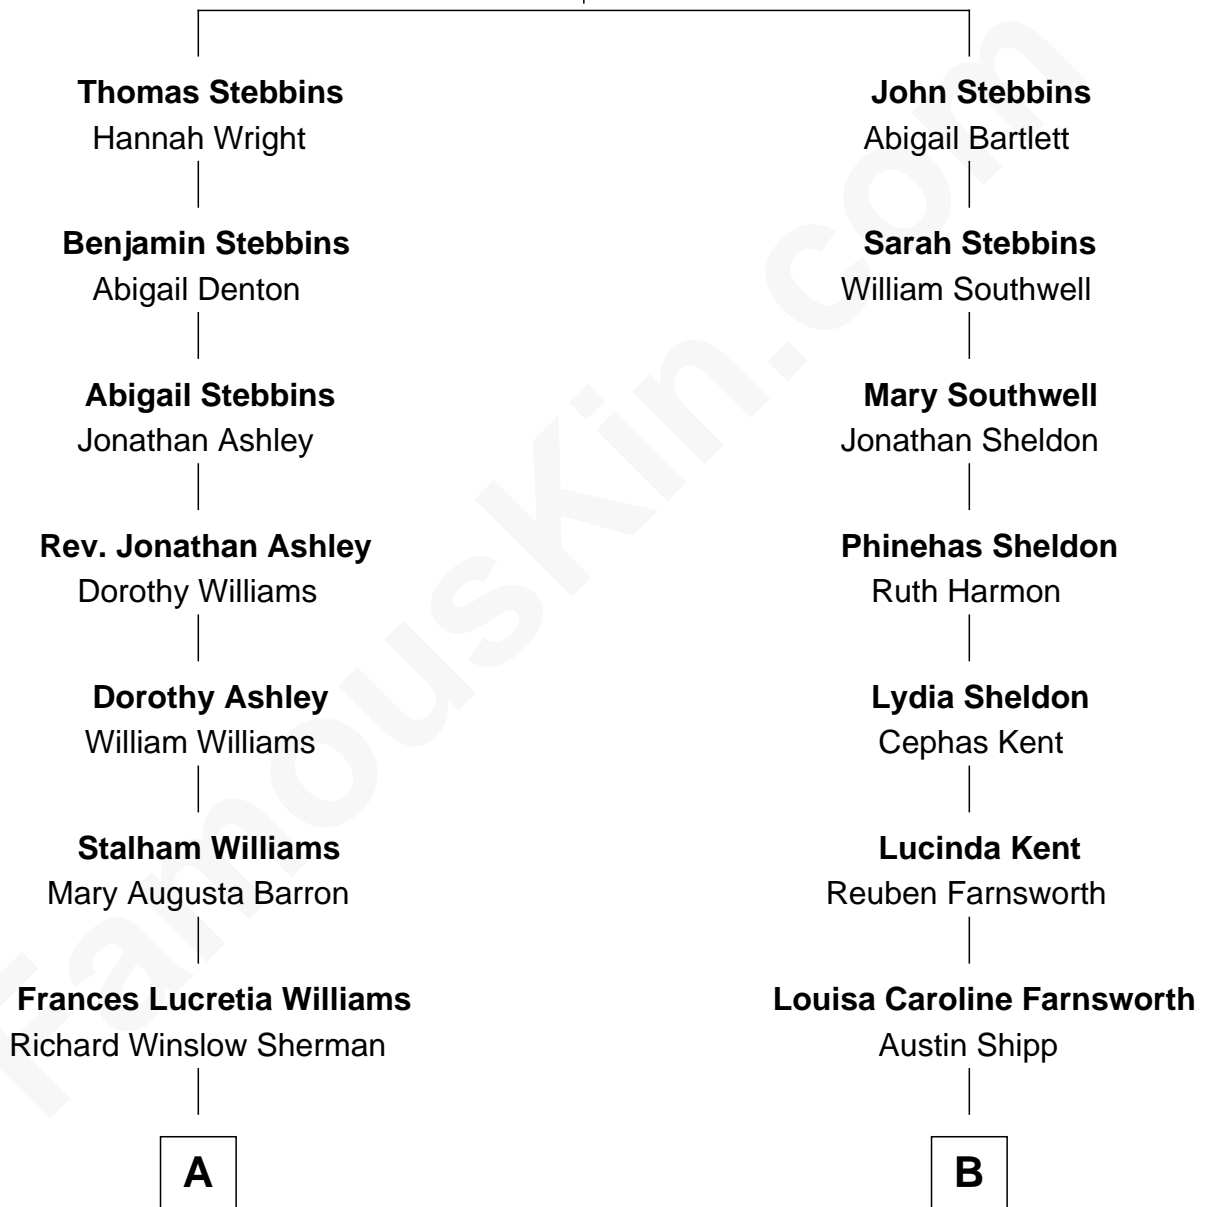 Thomas Stebbins
Hannah Wright
Benjamin Stebbins
Abigail Denton
Abigail Stebbins
Jonathan Ashley
Rev. Jonathan Ashley
Dorothy Williams
Dorothy Ashley
William Williams
Stalham Williams
Mary Augusta Barron
Frances Lucretia Williams
Richard Winslow Sherman
A
John Stebbins
Abigail Bartlett
Sarah Stebbins
William Southwell
Mary Southwell
Jonathan Sheldon
Phinehas Sheldon
Ruth Harmon
Lydia Sheldon
Cephas Kent
Lucinda Kent
Reuben Farnsworth
Louisa Caroline Farnsworth
Austin Shipp
B
FamousKin.com